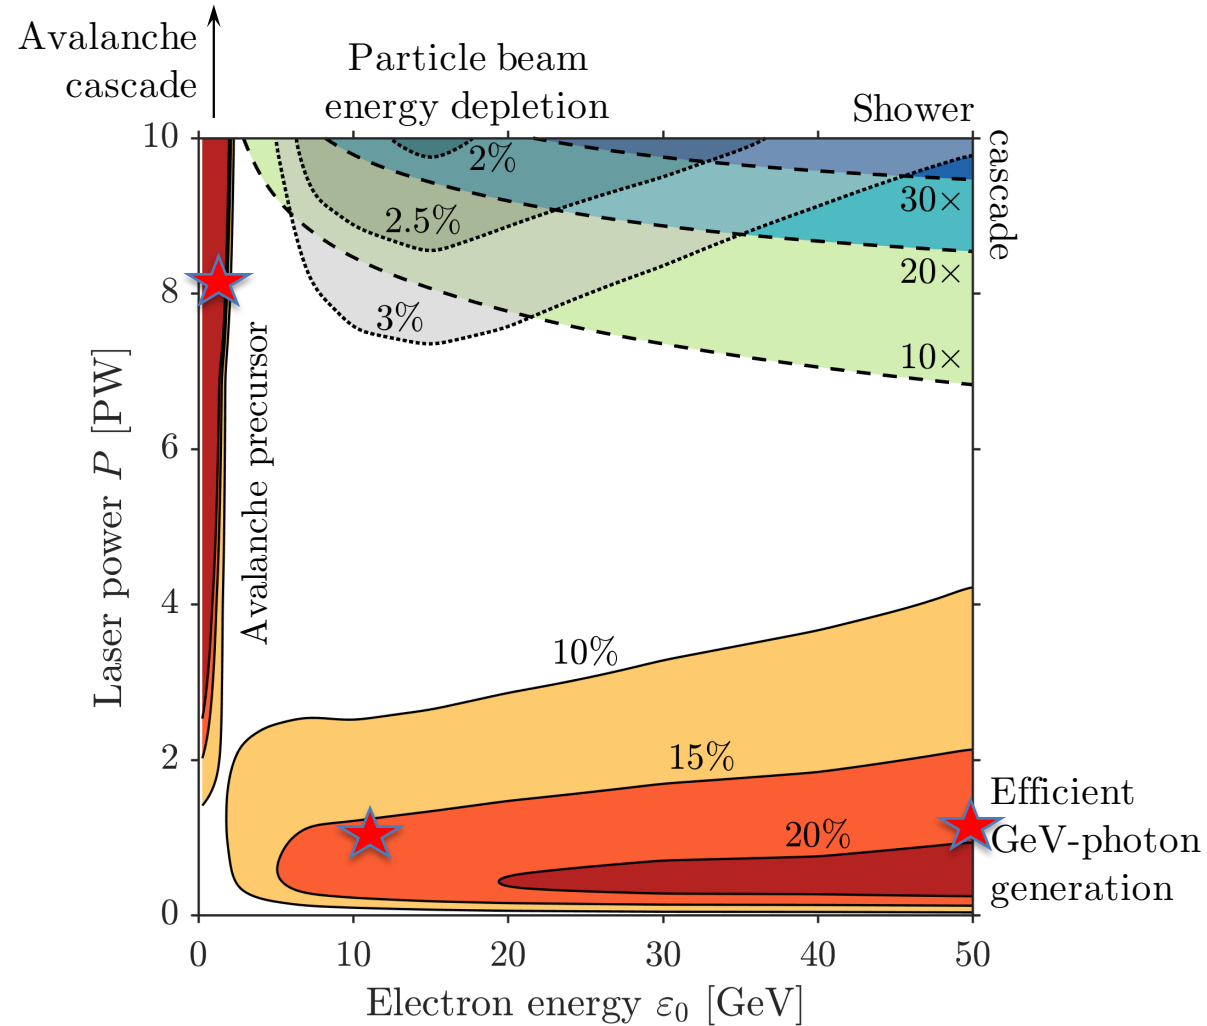 Avalanche
cascade
Particle beam
energy depletion
Shower
cascade
10
8
6
4
2
0
Laser power P [PW]
Avalanche precursor
2%
2.5%
3%
30×
20×
10×
10%
15%
20%
Efficient
GeV-photon
generation
0 10 20 30 40 50
Electron energy ε₀ [GeV]